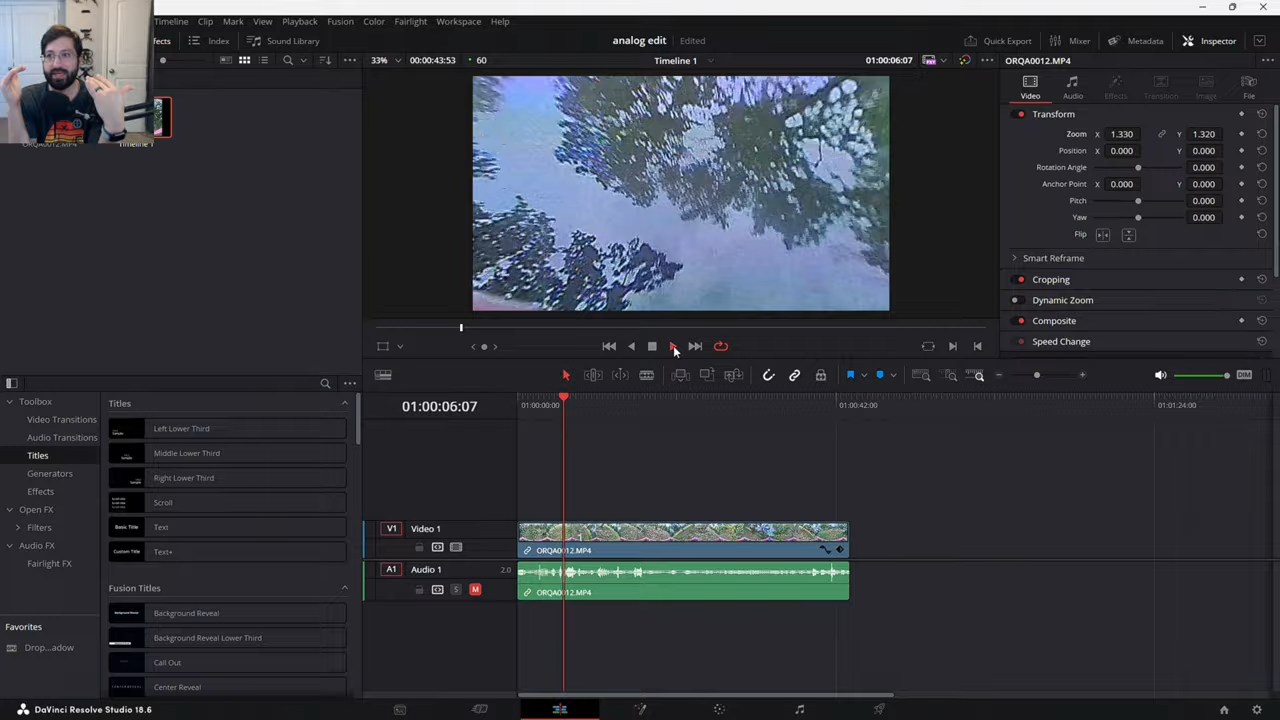 Timeline Clip Mark View Playback Fusion Color Fairlight Workspace Help
Index Sound Library analog edit Edited Quick Export Mixer Metadata Inspector
33% 00:00:43:53 60 Timeline 1 01:00:06:07 ORQA0012.MP4
Video Audio Effects Transition Image File
Transform
Zoom X 1.330 Y 1.320
Position X 0.000 Y 0.000
Rotation Angle 0.000
Anchor Point X 0.000 Y 0.000
Pitch 0.000
Yaw 0.000
Flip
Smart Reframe
Cropping
Dynamic Zoom
Composite
Speed Change
DIM
Toolbox
Video Transitions
Audio Transitions
Titles
Generators
Effects
Open FX
Filters
Audio FX
Fairlight FX
Favorites
Drop...adow
Titles
Left Lower Third
Middle Lower Third
Right Lower Third
Scroll
Basic Title Text
Custom Title Text+
Fusion Titles
Background Reveal
Background Reveal Lower Third
Call Out
Center Reveal
01:00:06:07 01:00:00:00 01:00:42:00 01:01:24:00
V1 Video 1
ORQA0012.MP4
A1 Audio 1 2.0
S M ORQA0012.MP4
DaVinci Resolve Studio 18.6